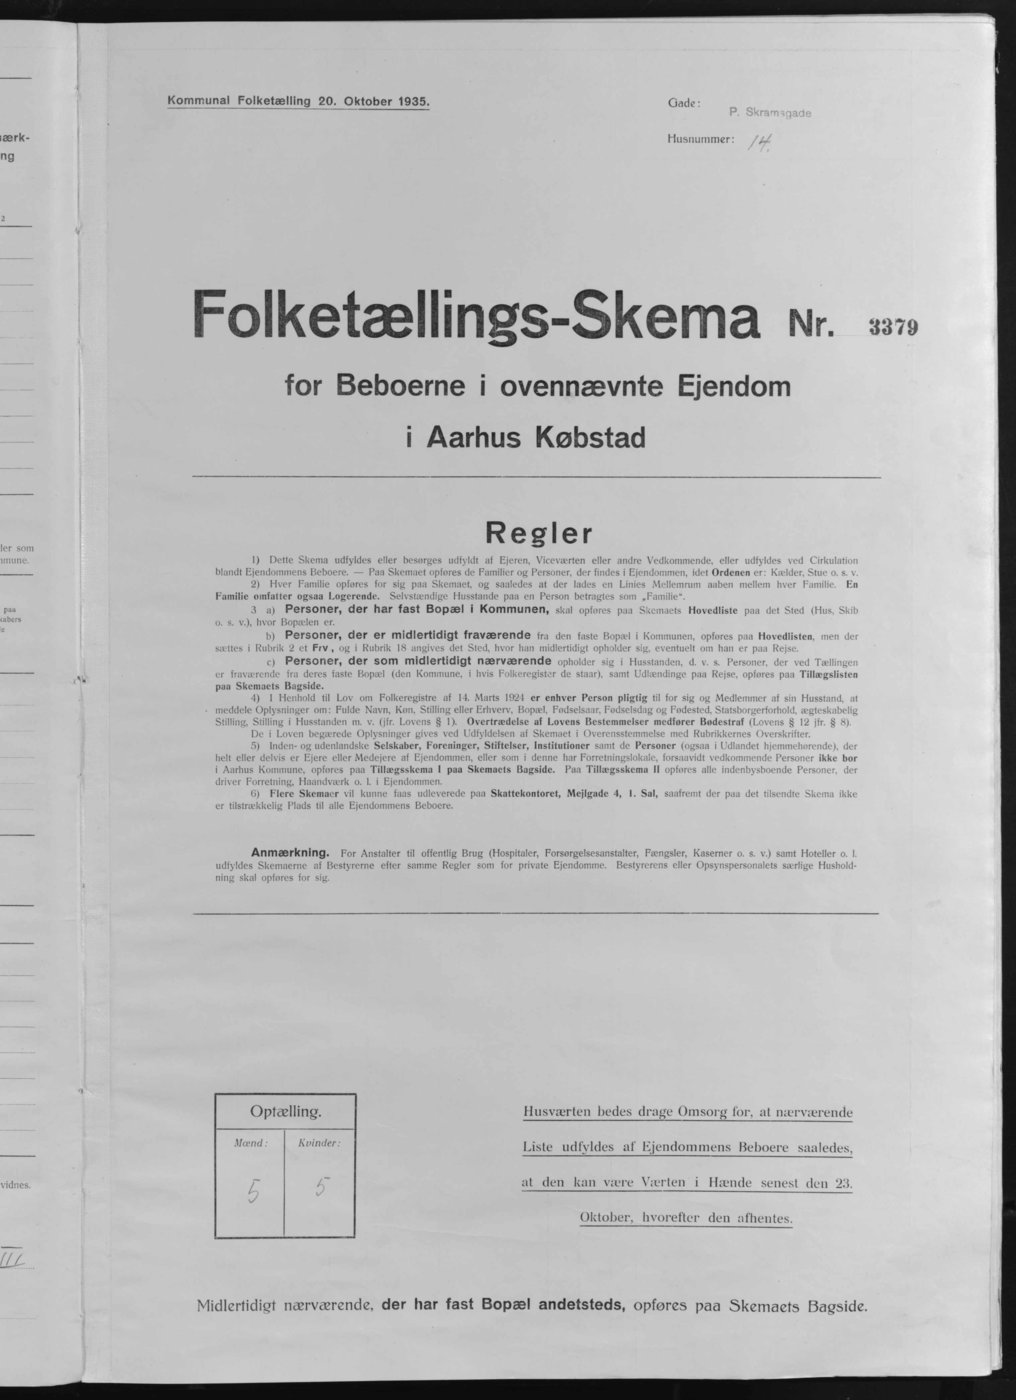 Kommunal Folketælling 20. Oktober 1935.
Gade:
P. Skramsgade
Husnummer: 14.
Folketællings-Skema Nr. 3379
for Beboerne i ovennævnte Ejendom
i Aarhus Købstad
Regler
1) Dette Skema udfyldes eller besørges udfyldt af Ejeren, Viceværten eller andre Vedkommende, eller udfyldes ved Cirkulation
blandt Ejendommens Beboere. — Paa Skemaet opføres de Familier og Personer, der findes i Ejendommen, idet Ordenen er: Kælder, Stue o. s. v.
2) Hver Familie opføres for sig paa Skemaet, og saaledes at der lades en Linies Mellemrum aaben mellem hver Familie. En
Familie omfatter ogsaa Logerende. Selvstændige Husstande paa en Person betragtes som „Familie“.
3 a) Personer, der har fast Bopæl i Kommunen, skal opføres paa Skemaets Hovedliste paa det Sted (Hus, Skib
o. s. v.), hvor Bopælen er.
b) Personer, der er midlertidigt fraværende fra den faste Bopæl i Kommunen, opføres paa Hovedlisten, men der
sættes i Rubrik 2 et Frv., og i Rubrik 18 angives det Sted, hvor han midlertidigt opholder sig, eventuelt om han er paa Rejse.
c) Personer, der som midlertidigt nærværende opholder sig i Husstanden, d. v. s. Personer, der ved Tællingen
er fraværende fra deres faste Bopæl (den Kommune, i hvis Folkeregister de staar), samt Udlændinge paa Rejse, opføres paa Tillægslisten
paa Skemaets Bagside.
4) I Henhold til Lov om Folkeregistre af 14. Marts 1924 er enhver Person pligtig til for sig og Medlemmer af sin Husstand, at
meddele Oplysninger om: Fulde Navn, Køn, Stilling eller Erhverv, Bopæl, Fødselsaar, Fødselsdag og Fødested, Statsborgerforhold, ægteskabelig
Stilling, Stilling i Husstanden m. v. (jfr. Lovens § 1). Overtrædelse af Lovens Bestemmelser medfører Bødestraf (Lovens § 12 jfr. § 8).
De i Loven begærede Oplysninger gives ved Udfyldelsen af Skemaet i Overensstemmelse med Rubrikkernes Overskrifter.
5) Inden- og udenlandske Selskaber, Foreninger, Stiftelser, Institutioner samt de Personer (ogsaa i Udlandet hjemmehørende), der
helt eller delvis er Ejere eller Medejere af Ejendommen, eller som i denne har Forretningslokale, forsaavidt vedkommende Personer ikke bor
i Aarhus Kommune, opføres paa Tillægsskema I paa Skemaets Bagside. Paa Tillægsskema II opføres alle indenbysboende Personer, der
driver Forretning, Haandværk o. l. i Ejendommen.
6) Flere Skemaer vil kunne faas udleverede paa Skattekontoret, Mejlgade 4, 1. Sal, saafremt der paa det tilsendte Skema ikke
er tilstrækkelig Plads til alle Ejendommens Beboere.
Anmærkning. For Anstalter til offentlig Brug (Hospitaler, Forsørgelsesanstalter, Fængsler, Kaserner o. s. v.) samt Hoteller o. l.
udfyldes Skemaerne af Bestyrerne efter samme Regler som for private Ejendomme. Bestyrerens eller Opsynspersonalets særlige Hushold-
ning skal opføres for sig.
Optælling.
Mænd: Kvinder:
5 5
Husværten bedes drage Omsorg for, at nærværende
Liste udfyldes af Ejendommens Beboere saaledes,
at den kan være Værten i Hænde senest den 23.
Oktober, hvorefter den afhentes.
Midlertidigt nærværende, der har fast Bopæl andetsteds, opføres paa Skemaets Bagside.